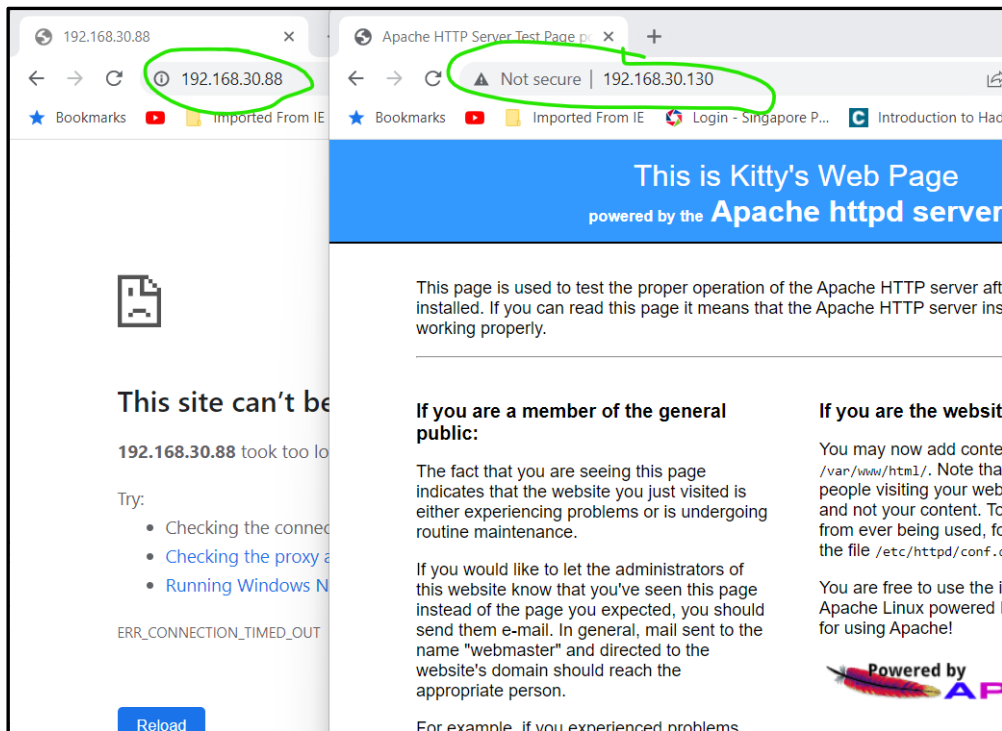 192.168.30.88
Apache HTTP Server Test Page
192.168.30.88
Not secure | 192.168.30.130
Bookmarks
Imported From IE
Bookmarks
Imported From IE
Login - Singapore P...
C
Introduction to Had
This is Kitty's Web Page
powered by the Apache httpd server
This site can't be
192.168.30.88 took too lo
Try:
Checking the connec
Checking the proxy a
Running Windows N
ERR_CONNECTION_TIMED_OUT
Reload
This page is used to test the proper operation of the Apache HTTP server aft
installed. If you can read this page it means that the Apache HTTP server ins
working properly.
If you are a member of the general
public:
The fact that you are seeing this page
indicates that the website you just visited is
either experiencing problems or is undergoing
routine maintenance.
If you would like to let the administrators of
this website know that you've seen this page
instead of the page you expected, you should
send them e-mail. In general, mail sent to the
name "webmaster" and directed to the
website's domain should reach the
appropriate person.
For example, if you experienced problems
If you are the websit
You may now add conte
/var/www/html/. Note tha
people visiting your web
and not your content. To
from ever being used, fo
the file /etc/httpd/conf.d
You are free to use the i
Apache Linux powered
for using Apache!
Powered by
AP